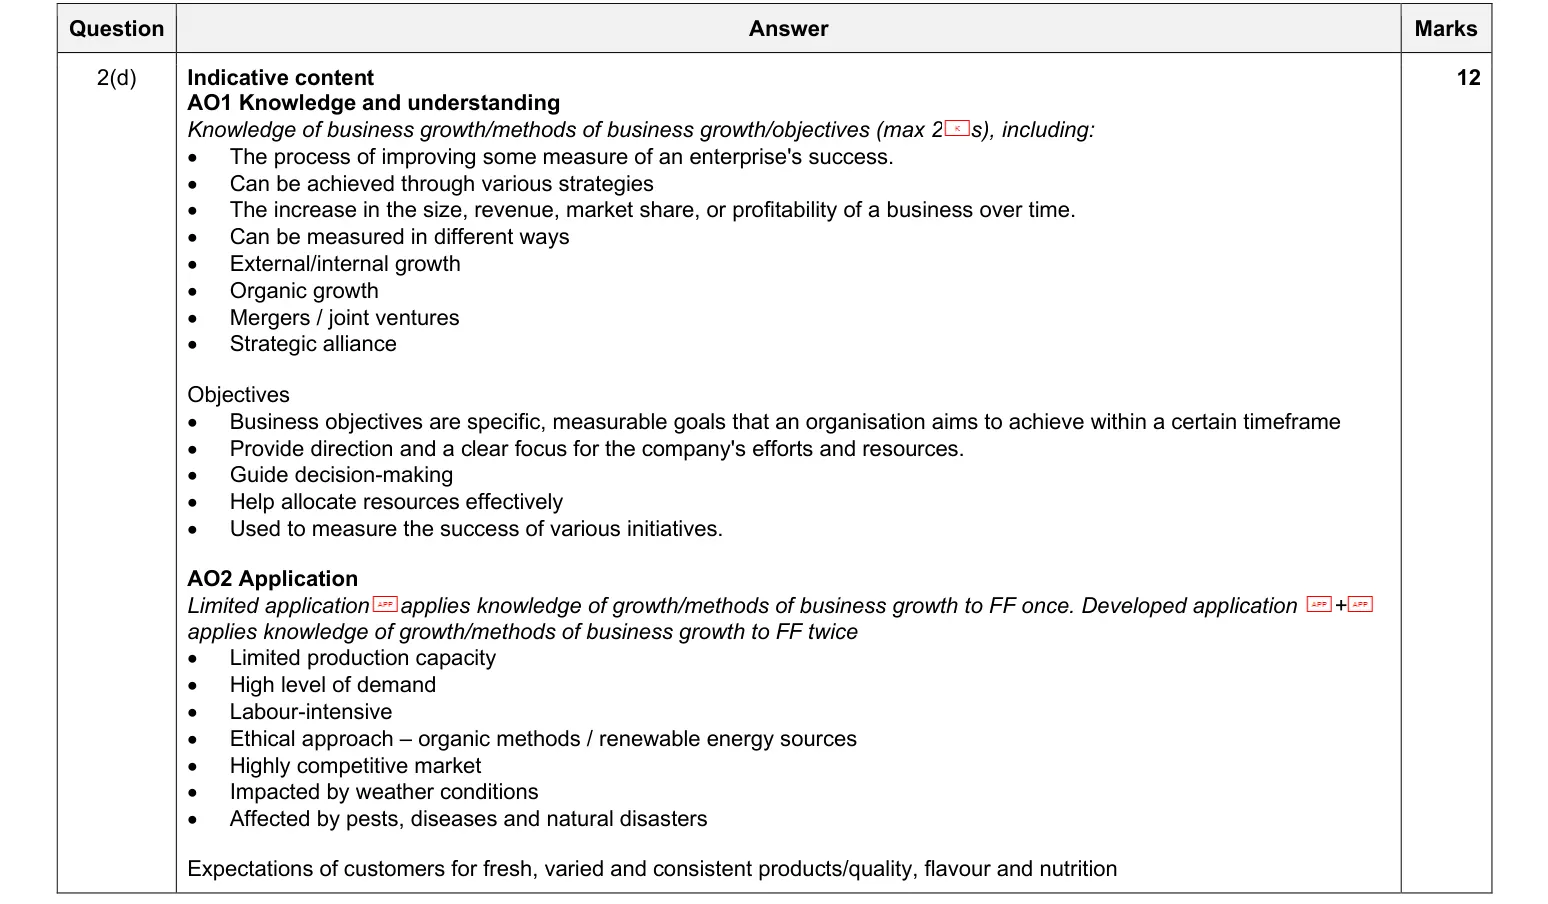 Question Answer Marks
2(d) Indicative content 12
AO1 Knowledge and understanding
Knowledge of business growth/methods of business growth/objectives (max 2 K s), including:
• The process of improving some measure of an enterprise's success.
• Can be achieved through various strategies
• The increase in the size, revenue, market share, or profitability of a business over time.
• Can be measured in different ways
• External/internal growth
• Organic growth
• Mergers / joint ventures
• Strategic alliance
Objectives
• Business objectives are specific, measurable goals that an organisation aims to achieve within a certain timeframe
• Provide direction and a clear focus for the company's efforts and resources.
• Guide decision-making
• Help allocate resources effectively
• Used to measure the success of various initiatives.
AO2 Application
Limited application APP applies knowledge of growth/methods of business growth to FF once. Developed application APP + APP
applies knowledge of growth/methods of business growth to FF twice
• Limited production capacity
• High level of demand
• Labour-intensive
• Ethical approach – organic methods / renewable energy sources
• Highly competitive market
• Impacted by weather conditions
• Affected by pests, diseases and natural disasters
Expectations of customers for fresh, varied and consistent products/quality, flavour and nutrition